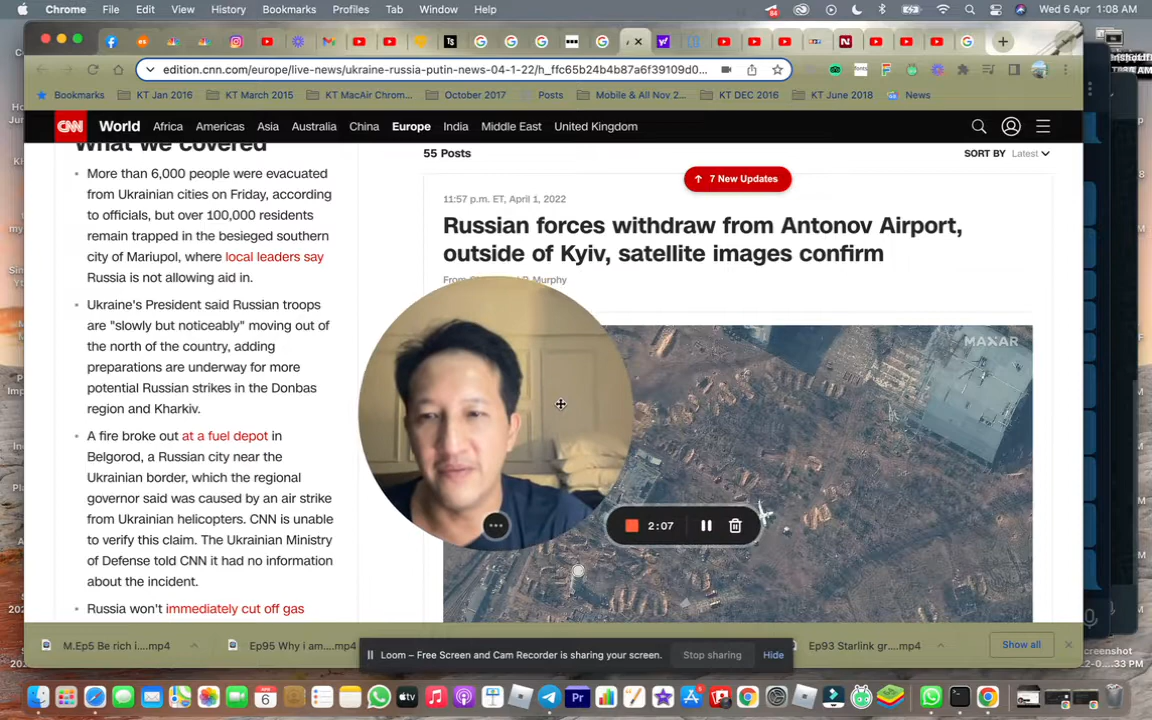 Chrome File Edit View History Bookmarks Profiles Tab Window Help Wed 6 Apr 1:08 AM
edition.cnn.com/europe/live-news/ukraine-russia-putin-news-04-1-22/h_ffc65b24b4b87a6f39109d0...
Bookmarks KT Jan 2016 KT March 2015 KT MacAir Chrom... October 2017 Posts Mobile & All Nov 2... KT DEC 2016 KT June 2018 News
CNN World Africa Americas Asia Australia China Europe India Middle East United Kingdom
What we covered
More than 6,000 people were evacuated
from Ukrainian cities on Friday, according
to officials, but over 100,000 residents
remain trapped in the besieged southern
city of Mariupol, where local leaders say
Russia is not allowing aid in.
Ukraine's President said Russian troops
are "slowly but noticeably" moving out of
the north of the country, adding
preparations are underway for more
potential Russian strikes in the Donbas
region and Kharkiv.
A fire broke out at a fuel depot in
Belgorod, a Russian city near the
Ukrainian border, which the regional
governor said was caused by an air strike
from Ukrainian helicopters. CNN is unable
to verify this claim. The Ukrainian Ministry
of Defense told CNN it had no information
about the incident.
Russia won't immediately cut off gas
55 Posts
SORT BY Latest
7 New Updates
11:57 p.m. ET, April 1, 2022
Russian forces withdraw from Antonov Airport,
outside of Kyiv, satellite images confirm
From Murphy
MAXAR
2:07
M.Ep5 Be rich i....mp4 Ep95 Why i am....mp4 Ep93 Starlink gr....mp4 Show all
Loom – Free Screen and Cam Recorder is sharing your screen. Stop sharing Hide